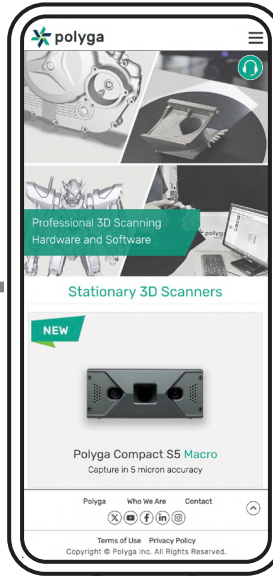 polyga
polyga
Professional 3D Scanning
Hardware and Software
Stationary 3D Scanners
NEW
Polyga Compact S5 Macro
Capture in 5 micron accuracy
Polyga Who We Are Contact
Terms of Use Privacy Policy
Copyright © Polyga Inc. All Rights Reserved.